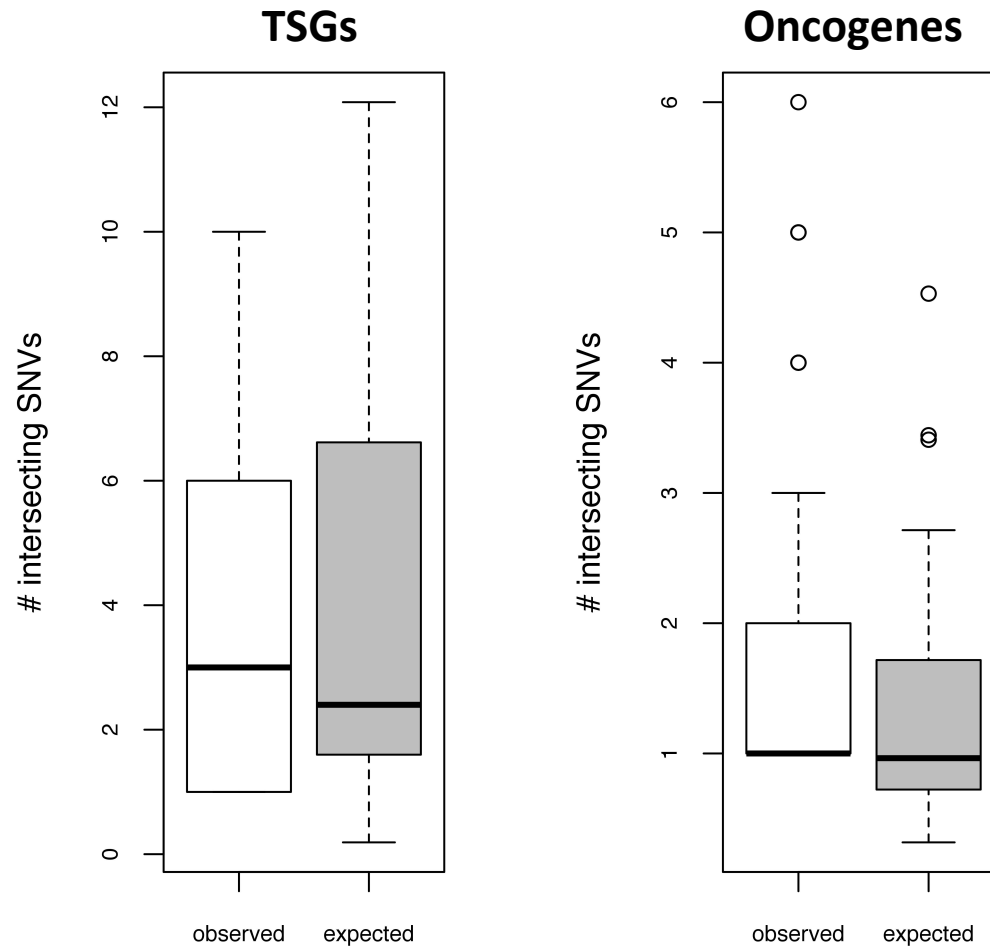 TSGs
# intersecting SNVs
12
10
8
6
4
2
0
observed expected
Oncogenes
# intersecting SNVs
6
5
4
3
2
1
observed expected